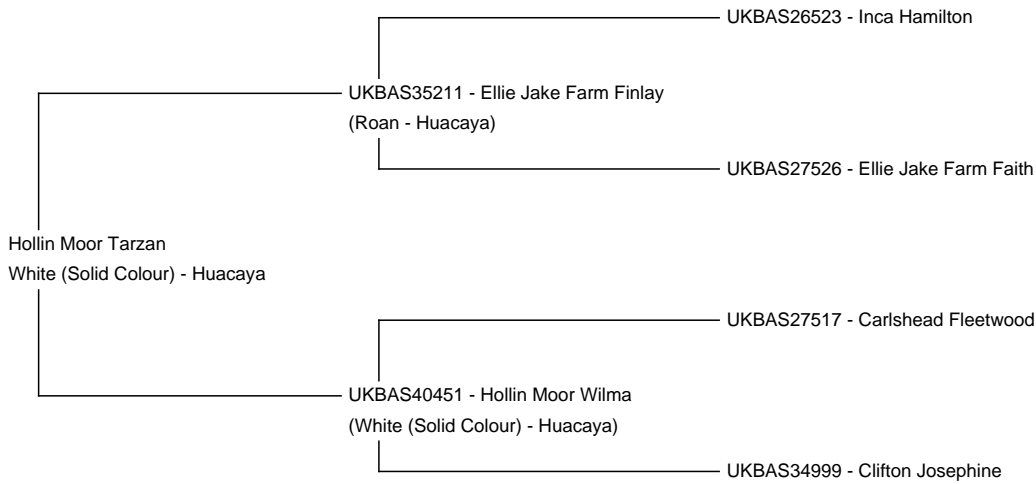 UKBAS26523 - Inca Hamilton
UKBAS35211 - Ellie Jake Farm Finlay
(Roan - Huacaya)
UKBAS27526 - Ellie Jake Farm Faith
Hollin Moor Tarzan
White (Solid Colour) - Huacaya
UKBAS27517 - Carlshead Fleetwood
UKBAS40451 - Hollin Moor Wilma
(White (Solid Colour) - Huacaya)
UKBAS34999 - Clifton Josephine